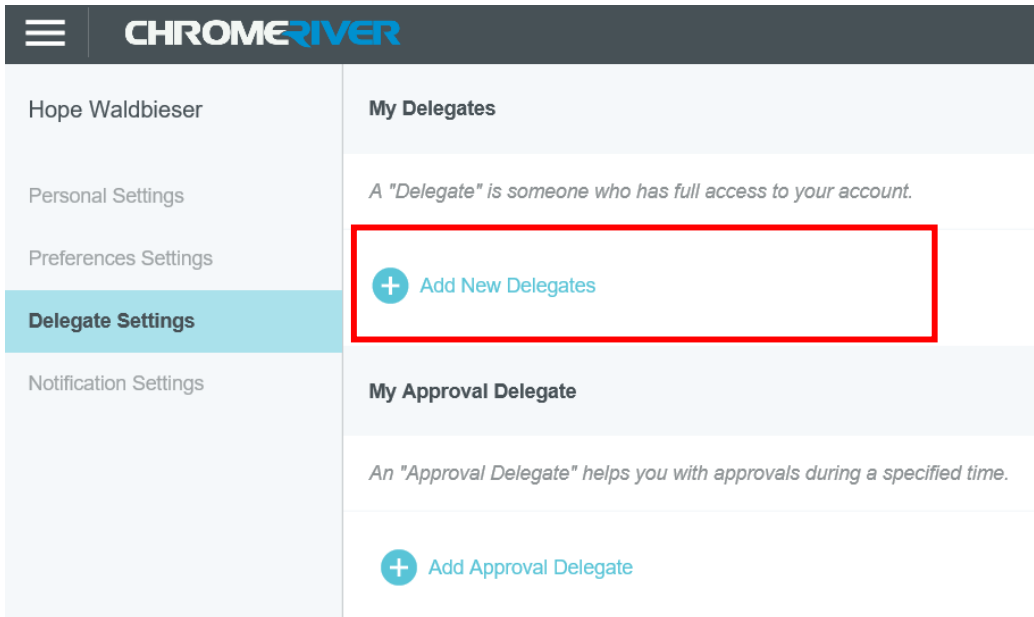 CHROMERIVER
Hope Waldbieser
Personal Settings
Preferences Settings
Delegate Settings
Notification Settings
My Delegates
A "Delegate" is someone who has full access to your account.
Add New Delegates
My Approval Delegate
An "Approval Delegate" helps you with approvals during a specified time.
Add Approval Delegate